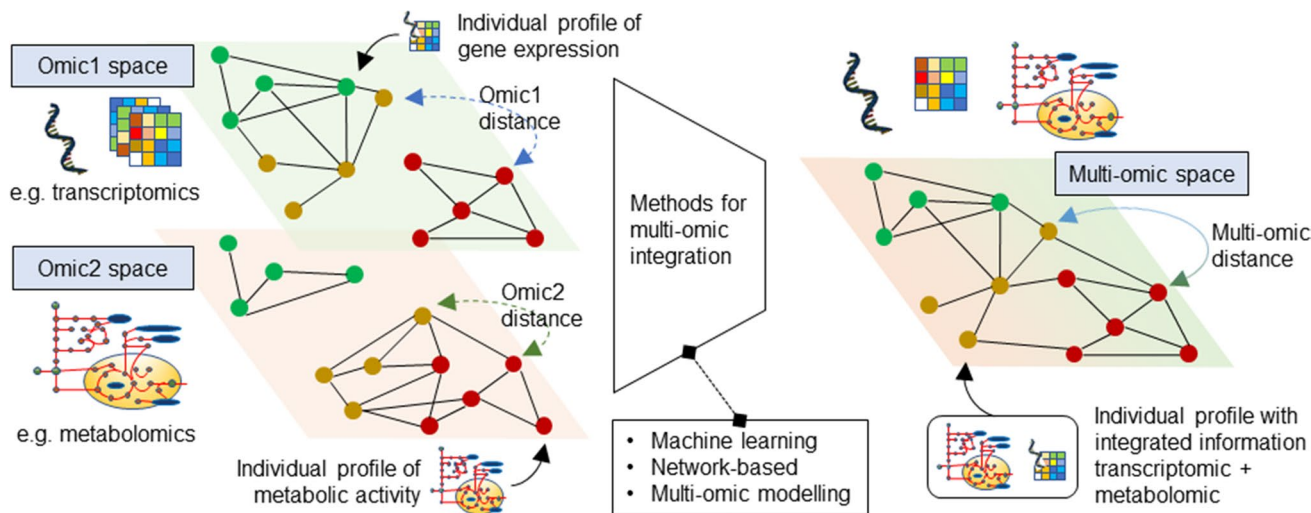 Omic1 space
e.g. transcriptomics
Individual profile of
gene expression
Omic1
distance
Omic2 space
e.g. metabolomics
Omic2
distance
Individual profile of
metabolic activity
Methods for
multi-omic
integration
• Machine learning
• Network-based
• Multi-omic modelling
Multi-omic space
Multi-omic
distance
Individual profile with
integrated information
transcriptomic +
metabolomic